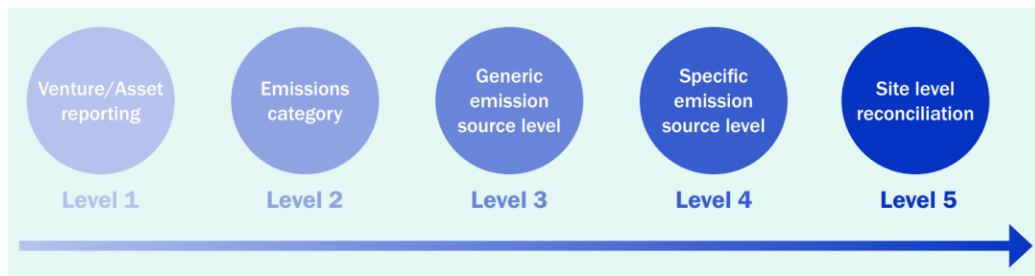 Venture/Asset
reporting
Emissions
category
Generic
emission
source level
Specific
emission
source level
Site level
reconciliation
Level 1
Level 2
Level 3
Level 4
Level 5